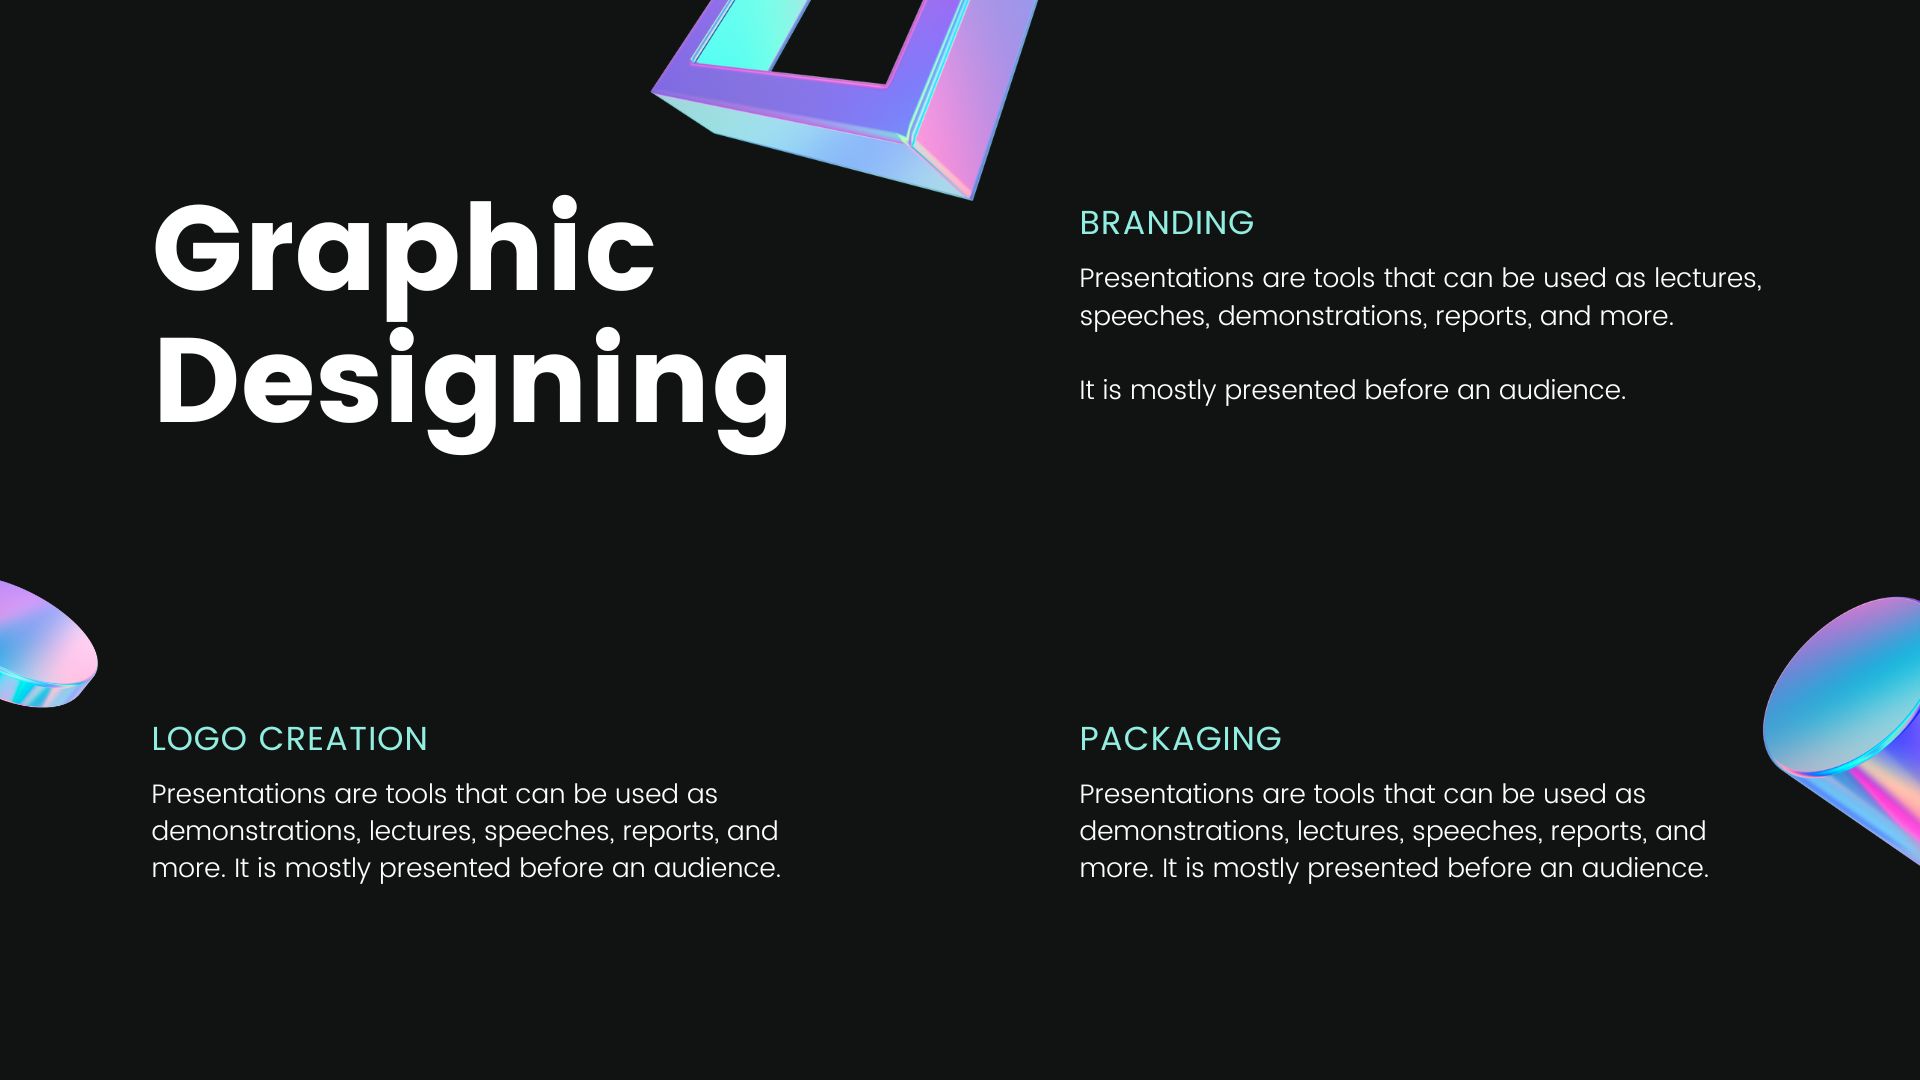 Graphic
Designing
BRANDING
Presentations are tools that can be used as lectures,
speeches, demonstrations, reports, and more.
It is mostly presented before an audience.
LOGO CREATION
Presentations are tools that can be used as
demonstrations, lectures, speeches, reports, and
more. It is mostly presented before an audience.
PACKAGING
Presentations are tools that can be used as
demonstrations, lectures, speeches, reports, and
more. It is mostly presented before an audience.